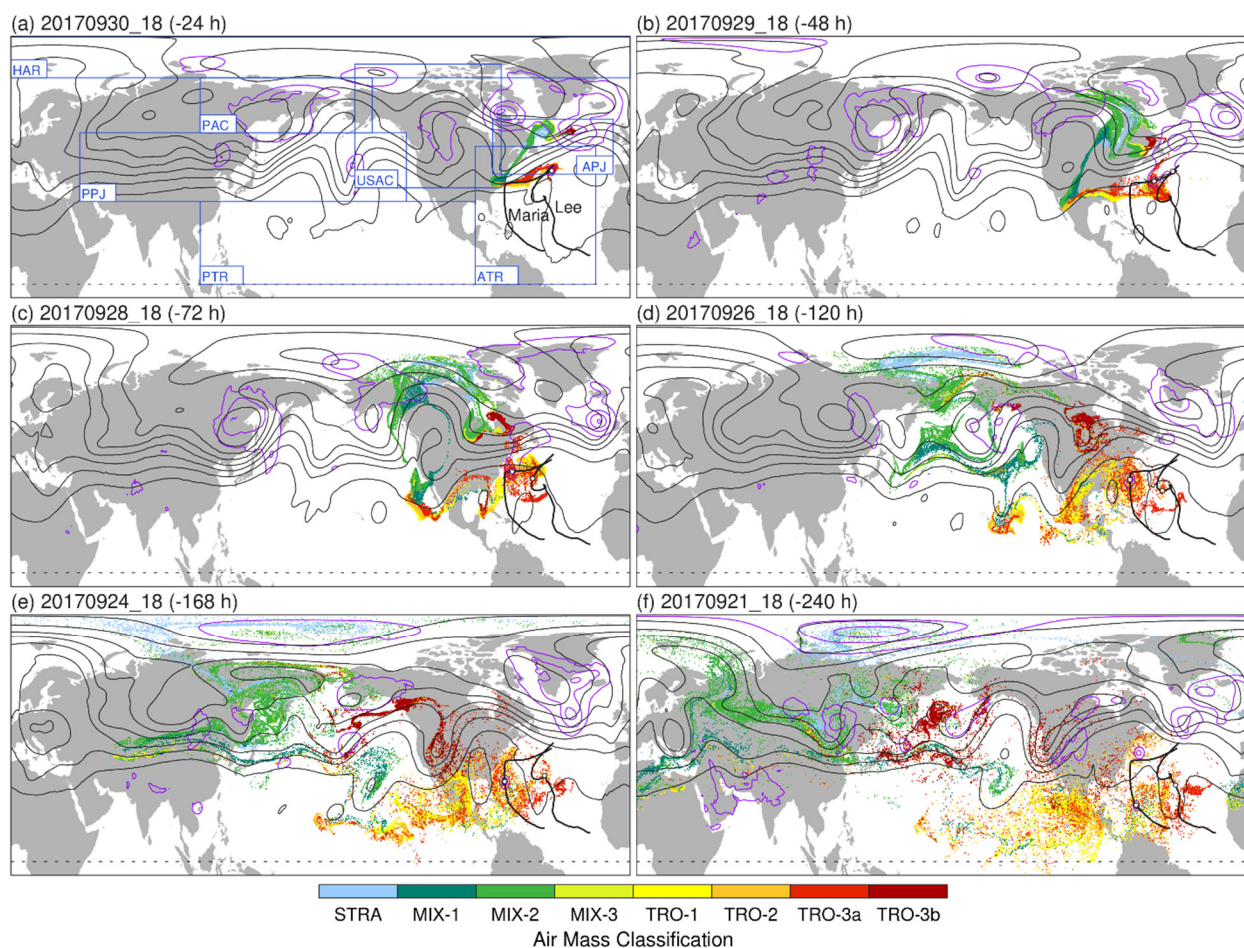 (a) 20170930_18 (-24 h)
HAR
PAC
PPJ
USAC
APJ
Maria
Lee
PTR
ATR
(b) 20170929_18 (-48 h)
(c) 20170928_18 (-72 h)
(d) 20170926_18 (-120 h)
(e) 20170924_18 (-168 h)
(f) 20170921_18 (-240 h)
STRA MIX-1 MIX-2 MIX-3 TRO-1 TRO-2 TRO-3a TRO-3b
Air Mass Classification